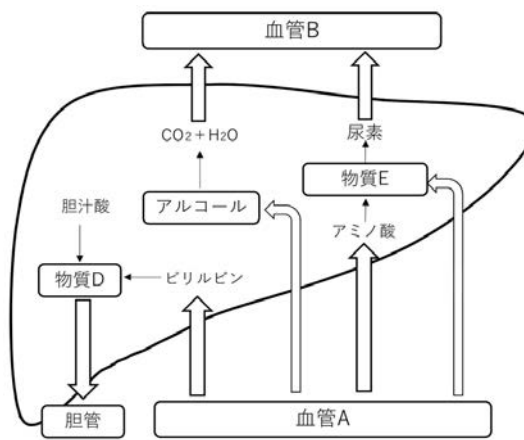 血管B
CO₂+H₂O
尿素
物質E
アルコール
胆汁酸
アミノ酸
物質D
ビリルビン
胆管
血管A